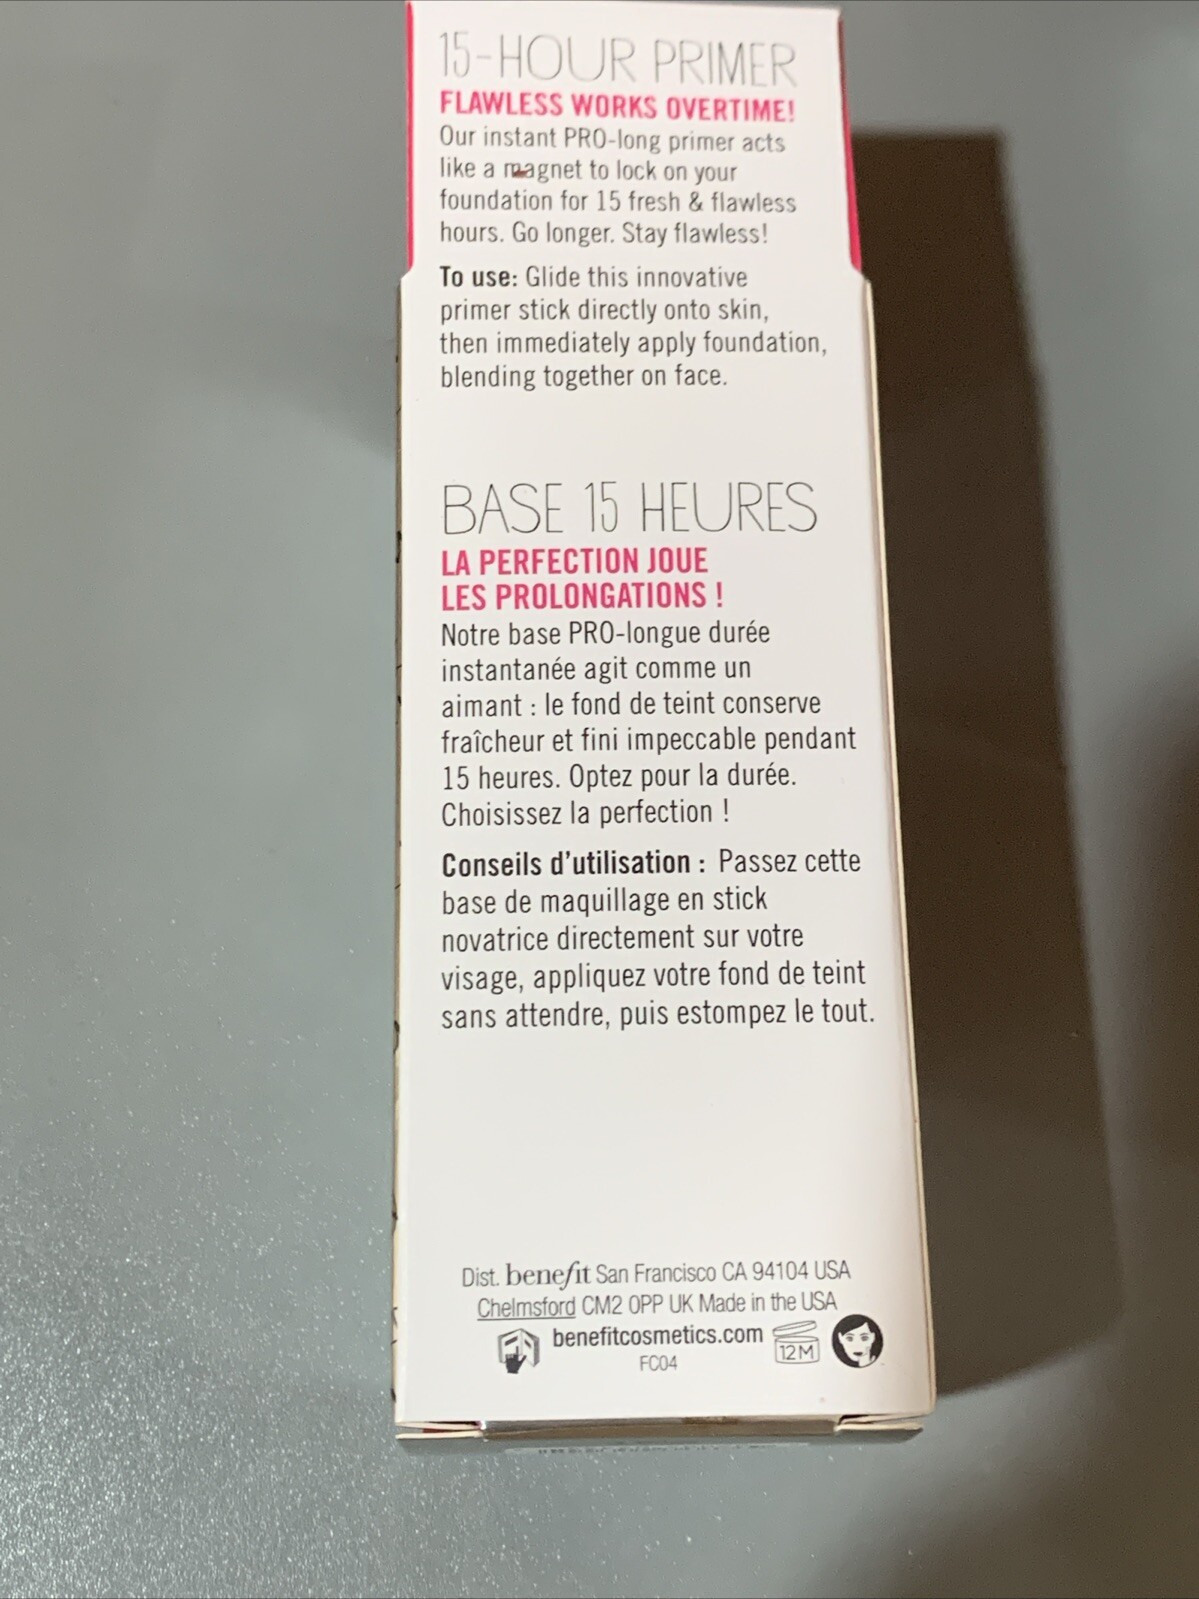 15-HOUR PRIMER
FLAWLESS WORKS OVERTIME!
Our instant PRO-long primer acts
like a magnet to lock on your
foundation for 15 fresh & flawless
hours. Go longer. Stay flawless!
To use: Glide this innovative
primer stick directly onto skin,
then immediately apply foundation,
blending together on face.
BASE 15 HEURES
LA PERFECTION JOUE
LES PROLONGATIONS !
Notre base PRO-longue durée
instantanée agit comme un
aimant : le fond de teint conserve
fraîcheur et fini impeccable pendant
15 heures. Optez pour la durée.
Choisissez la perfection !
Conseils d'utilisation : Passez cette
base de maquillage en stick
novatrice directement sur votre
visage, appliquez votre fond de teint
sans attendre, puis estompez le tout.
Dist. benefit San Francisco CA 94104 USA
Chelmsford CM2 0PP UK Made in the USA
benefitcosmetics.com
12M
FC04